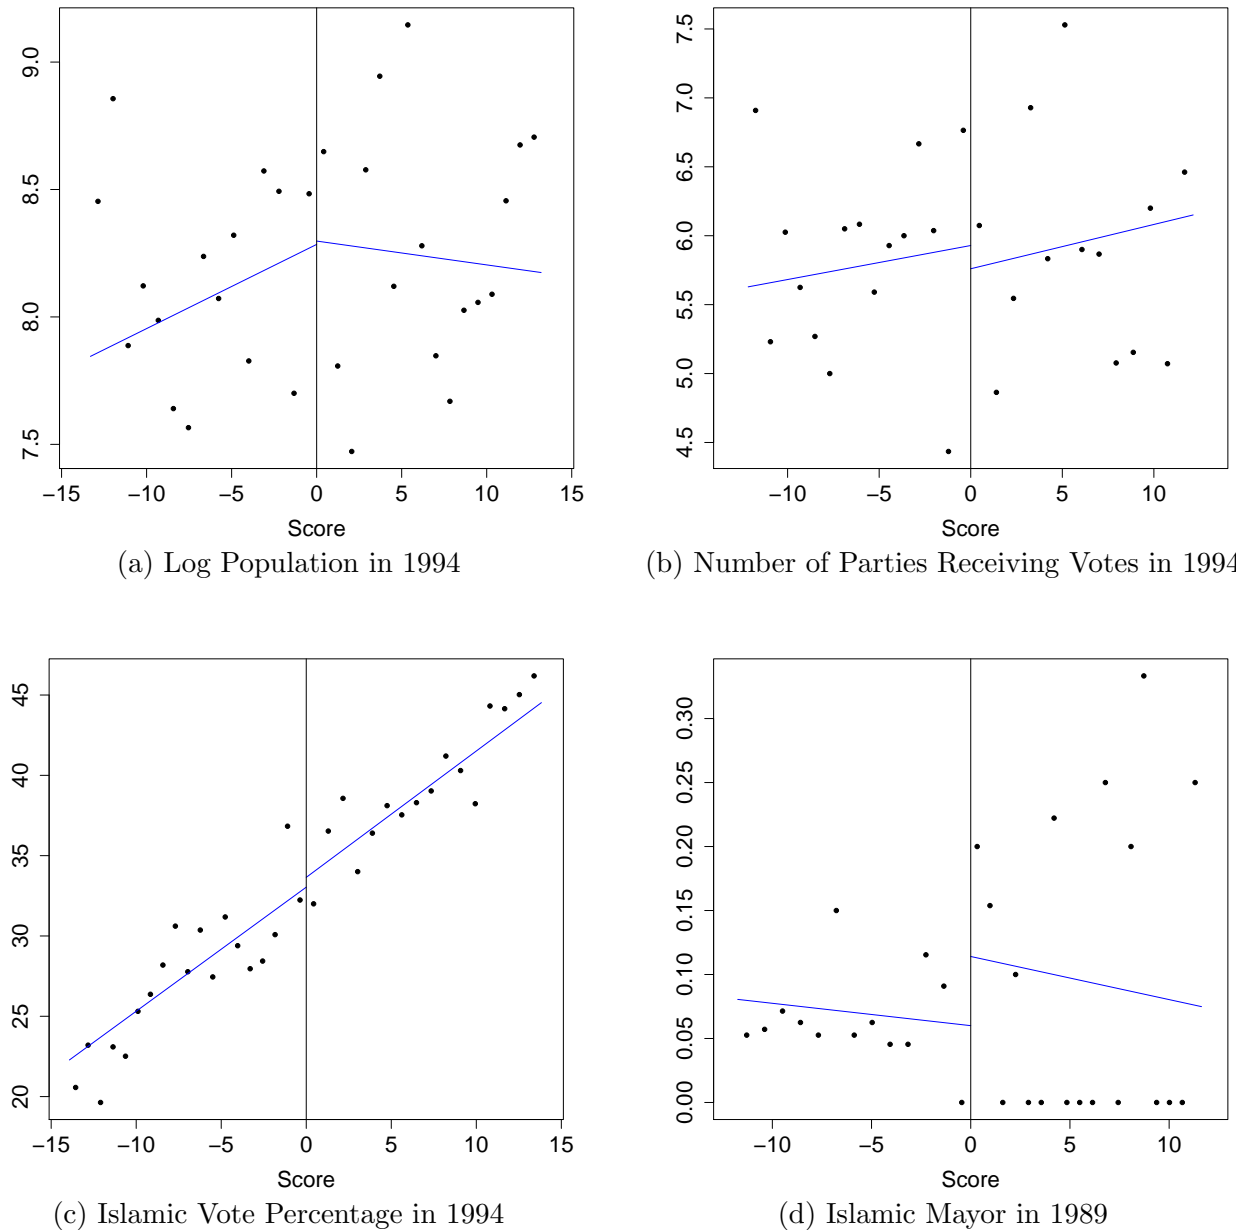 9.0
8.5
8.0
7.5
−15 −10 −5 0 5 10 15
Score
(a) Log Population in 1994
7.5
7.0
6.5
6.0
5.5
5.0
4.5
−10 −5 0 5 10
Score
(b) Number of Parties Receiving Votes in 1994
45
40
35
30
25
20
−15 −10 −5 0 5 10 15
Score
(c) Islamic Vote Percentage in 1994
0.30
0.25
0.20
0.15
0.10
0.05
0.00
−10 −5 0 5 10
Score
(d) Islamic Mayor in 1989